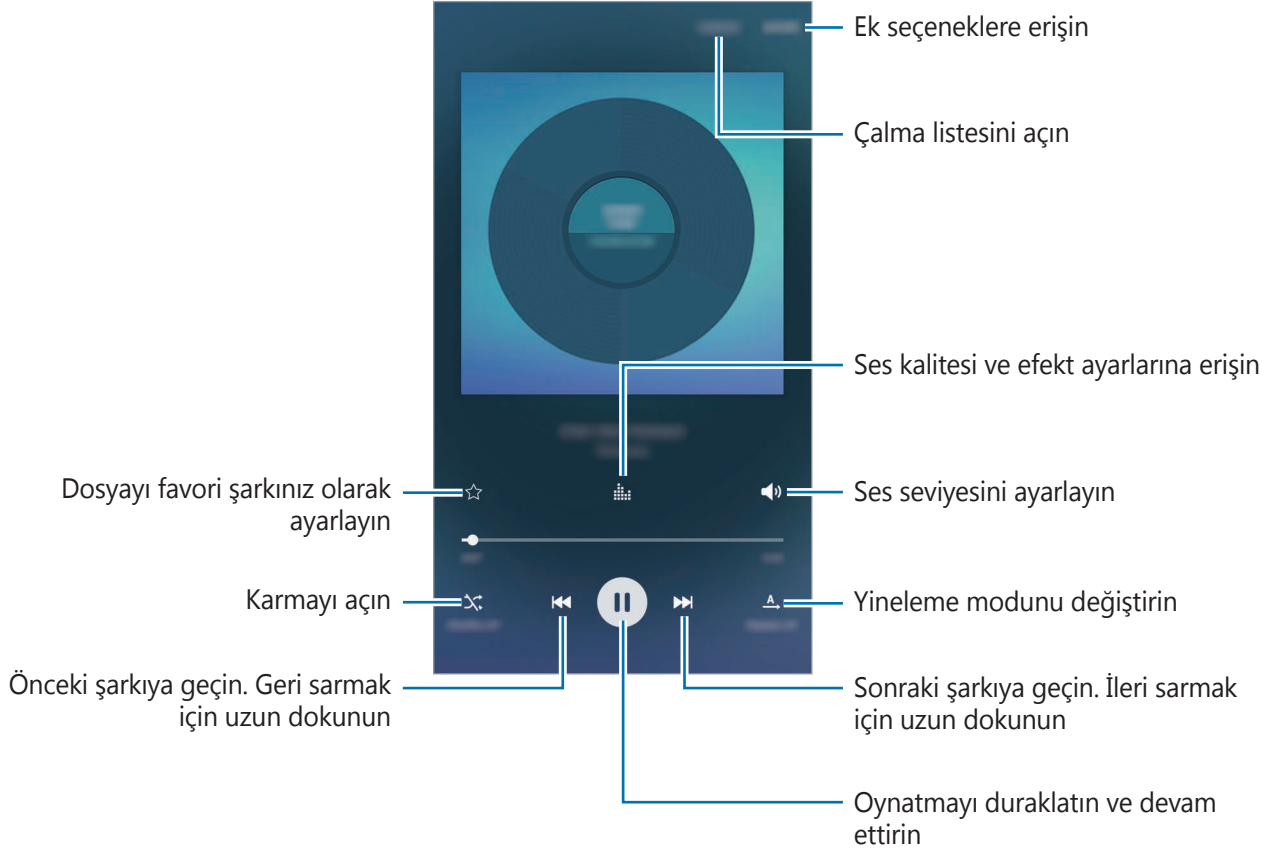 Ek seçeneklere erişin
Çalma listesini açın
Ses kalitesi ve efekt ayarlarına erişin
Dosyayı favori şarkınız olarak
ayarlayın
Ses seviyesini ayarlayın
Karmayı açın
A
Yineleme modunu değiştirin
Önceki şarkıya geçin. Geri sarmak
için uzun dokunun
Sonraki şarkıya geçin. İleri sarmak
için uzun dokunun
Oynatmayı duraklatın ve devam
ettirin